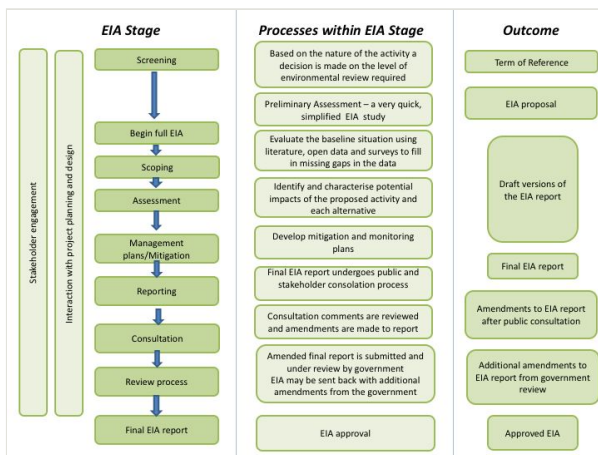 EIA Stage
Screening
Begin full EIA
Scoping
Assessment
Management
plans/Mitigation
Reporting
Consultation
Review process
Final EIA report
Stakeholder engagement
Interaction with project planning and design
Processes within EIA Stage
Based on the nature of the activity a
decision is made on the level of
environmental review required
Preliminary Assessment – a very quick,
simplified EIA study
Evaluate the baseline situation using
literature, open data and surveys to fill
in missing gaps in the data
Identify and characterise potential
impacts of the proposed activity and
each alternative
Develop mitigation and monitoring
plans
Final EIA report undergoes public and
stakeholder consolation process
Consultation comments are reviewed
and amendments are made to report
Amended final report is submitted and
under review by government
EIA may be sent back with additional
amendments from the government
EIA approval
Outcome
Term of Reference
EIA proposal
Draft versions of
the EIA report
Final EIA report
Amendments to EIA report
after public consultation
Additional amendments to
EIA report from government
review
Approved EIA